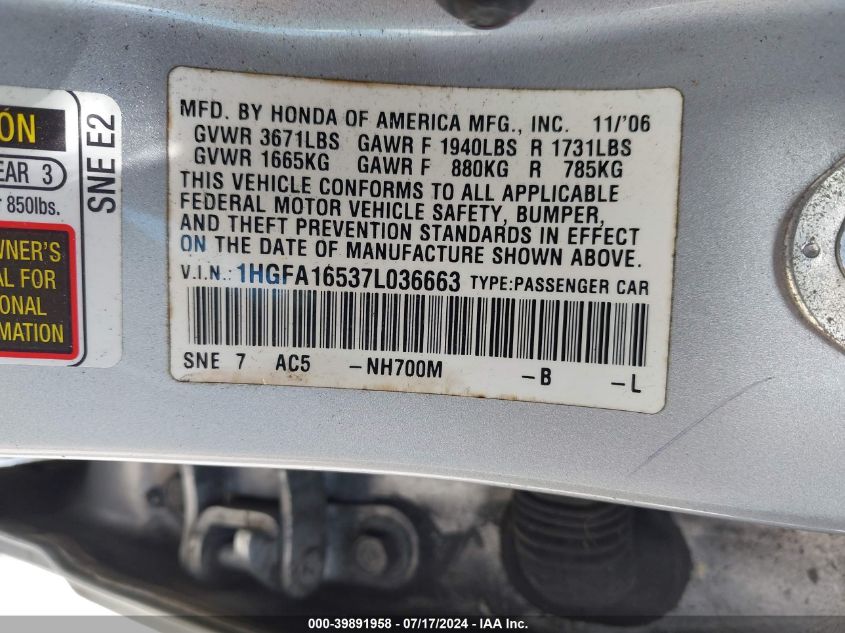 ÓN
EAR 3
850lbs.
WNER'S
AL FOR
ONAL
MATION
SNE E2
MFD. BY HONDA OF AMERICA MFG., INC. 11/'06
GVWR 3671LBS GAWR F 1940LBS R 1731LBS
GVWR 1665KG GAWR F 880KG R 785KG
THIS VEHICLE CONFORMS TO ALL APPLICABLE
FEDERAL MOTOR VEHICLE SAFETY, BUMPER,
AND THEFT PREVENTION STANDARDS IN EFFECT
ON THE DATE OF MANUFACTURE SHOWN ABOVE.
V.I.N.: 1HGFA16537L036663 TYPE:PASSENGER CAR
SNE 7 AC5 -NH700M -B -L
000-39891958 - 07/17/2024 - IAA Inc.